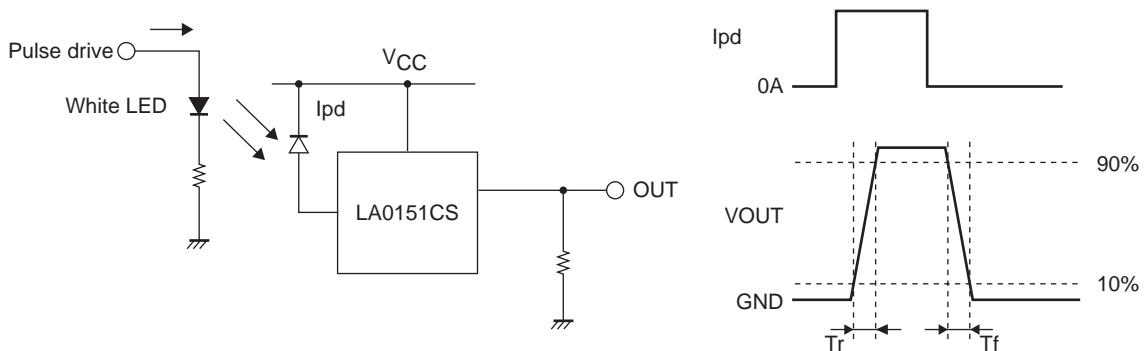 Pulse drive
White LED
VCC
Ipd
LA0151CS
OUT
Ipd
0A
90%
VOUT
10%
GND
Tr
Tf